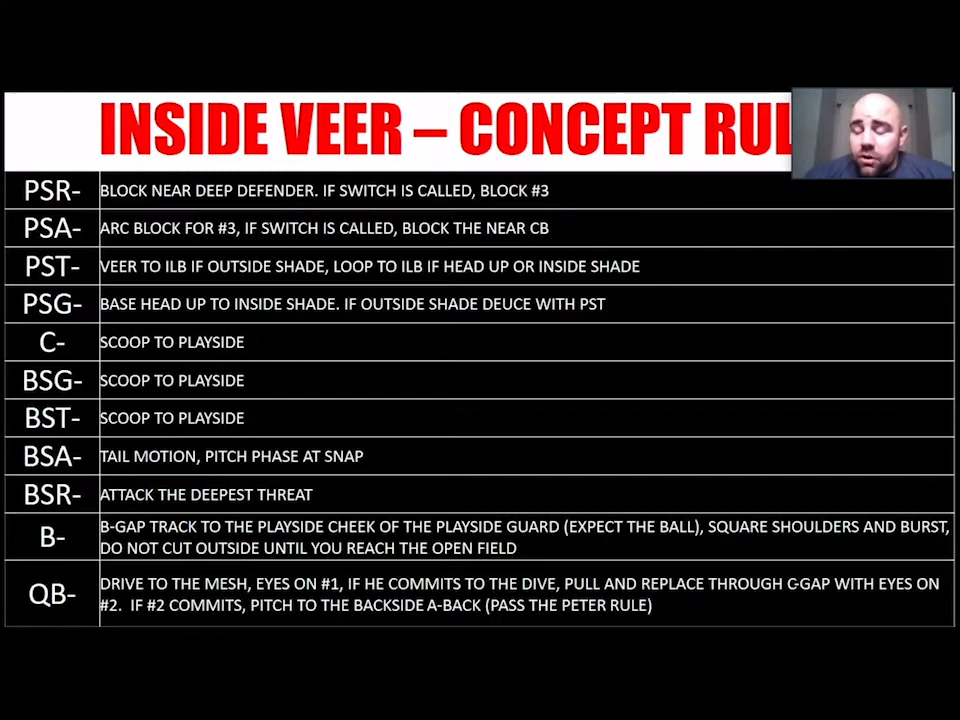 INSIDE VEER – CONCEPT
PSR- BLOCK NEAR DEEP DEFENDER. IF SWITCH IS CALLED, BLOCK #3
PSA- ARC BLOCK FOR #3, IF SWITCH IS CALLED, BLOCK THE NEAR CB
PST- VEER TO ILB IF OUTSIDE SHADE, LOOP TO ILB IF HEAD UP OR INSIDE SHADE
PSG- BASE HEAD UP TO INSIDE SHADE. IF OUTSIDE SHADE DEUCE WITH PST
C- SCOOP TO PLAYSIDE
BSG- SCOOP TO PLAYSIDE
BST- SCOOP TO PLAYSIDE
BSA- TAIL MOTION, PITCH PHASE AT SNAP
BSR- ATTACK THE DEEPEST THREAT
B- B-GAP TRACK TO THE PLAYSIDE CHEEK OF THE PLAYSIDE GUARD (EXPECT THE BALL), SQUARE SHOULDERS AND BURST,
DO NOT CUT OUTSIDE UNTIL YOU REACH THE OPEN FIELD
QB- DRIVE TO THE MESH, EYES ON #1, IF HE COMMITS TO THE DIVE, PULL AND REPLACE THROUGH C-GAP WITH EYES ON
#2. IF #2 COMMITS, PITCH TO THE BACKSIDE A-BACK (PASS THE PETER RULE)